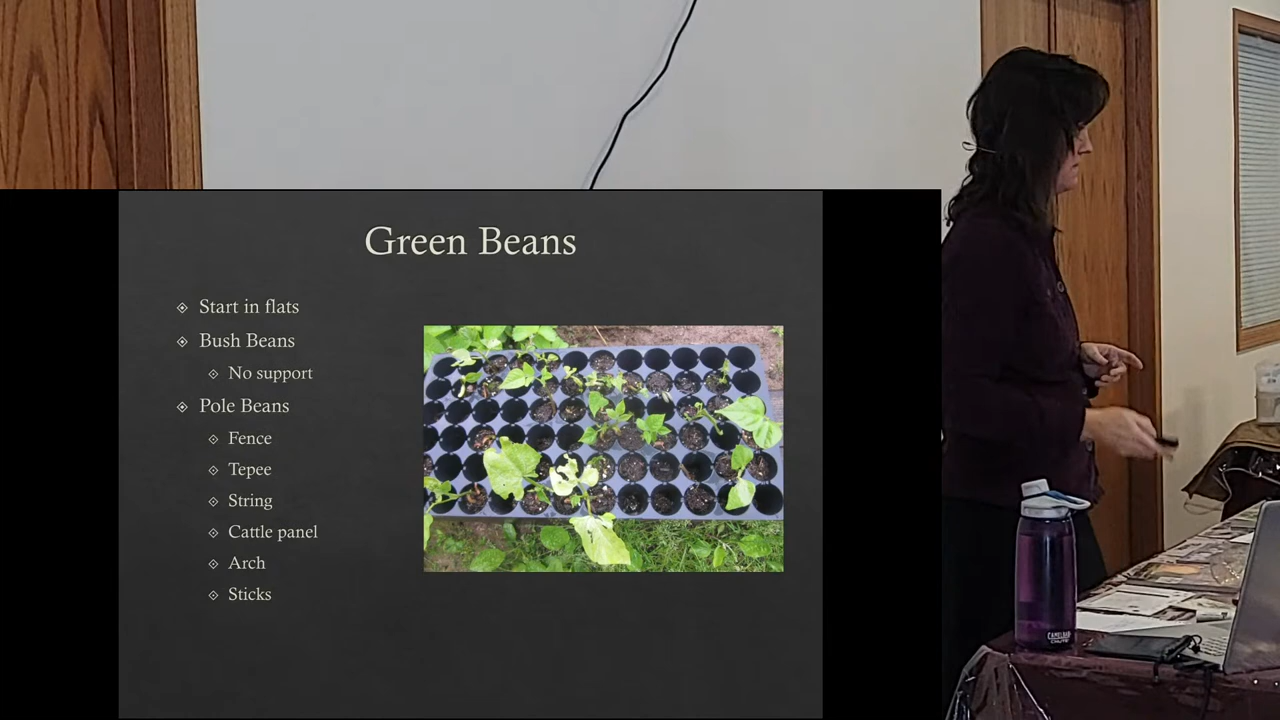 Green Beans
Start in flats
Bush Beans
No support
Pole Beans
Fence
Tepee
String
Cattle panel
Arch
Sticks
CAMELBAK
CHUTE